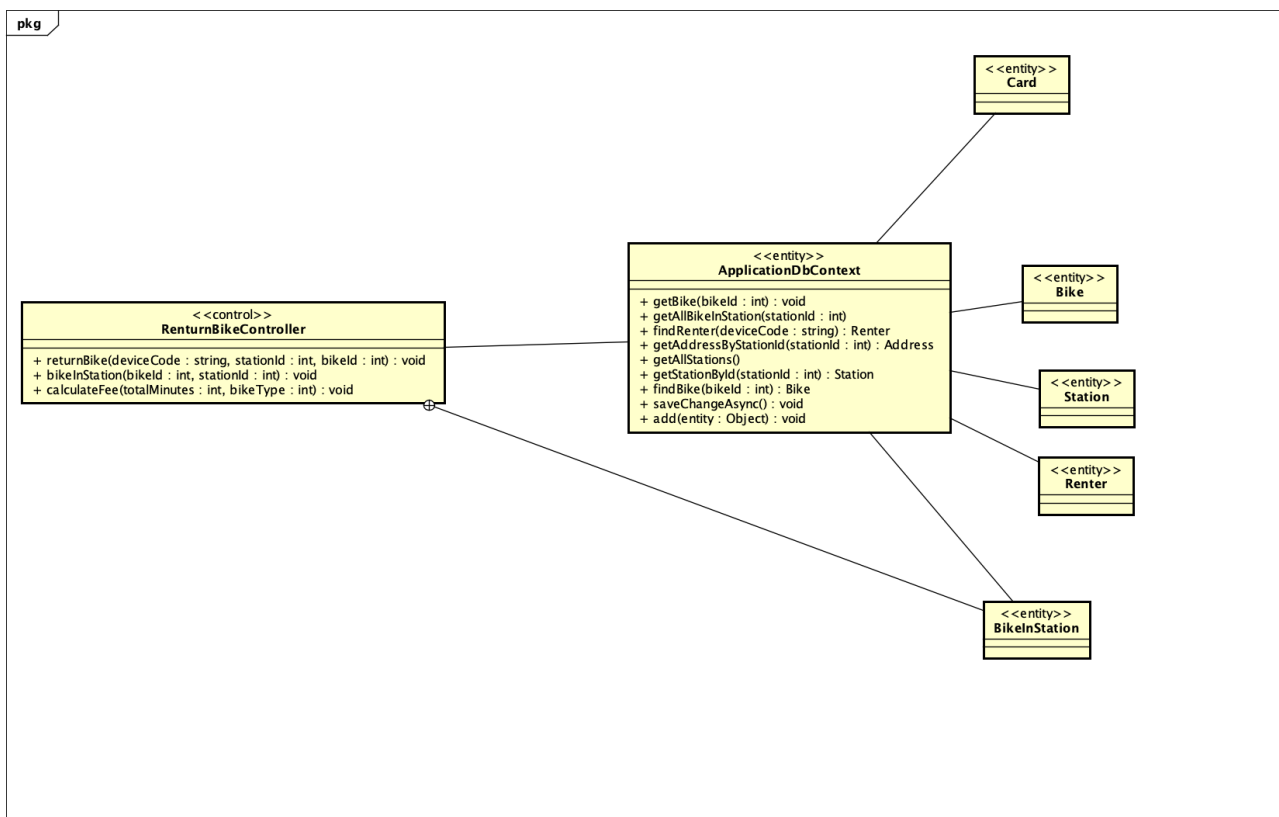 pkg
<<entity>>
Card
<<entity>>
ApplicationDbContext
+ getBike(bikeId : int) : void
+ getAllBikeInStation(stationId : int)
+ findRenter(deviceCode : string) : Renter
+ getAddressByStationId(stationId : int) : Address
+ getAllStations()
+ getStationById(stationId : int) : Station
+ findBike(bikeId : int) : Bike
+ saveChangeAsync() : void
+ add(entity : Object) : void
<<entity>>
Bike
<<control>>
RenturnBikeController
+ returnBike(deviceCode : string, stationId : int, bikeId : int) : void
+ bikeInStation(bikeId : int, stationId : int) : void
+ calculateFee(totalMinutes : int, bikeType : int) : void
<<entity>>
Station
<<entity>>
Renter
<<entity>>
BikeInStation